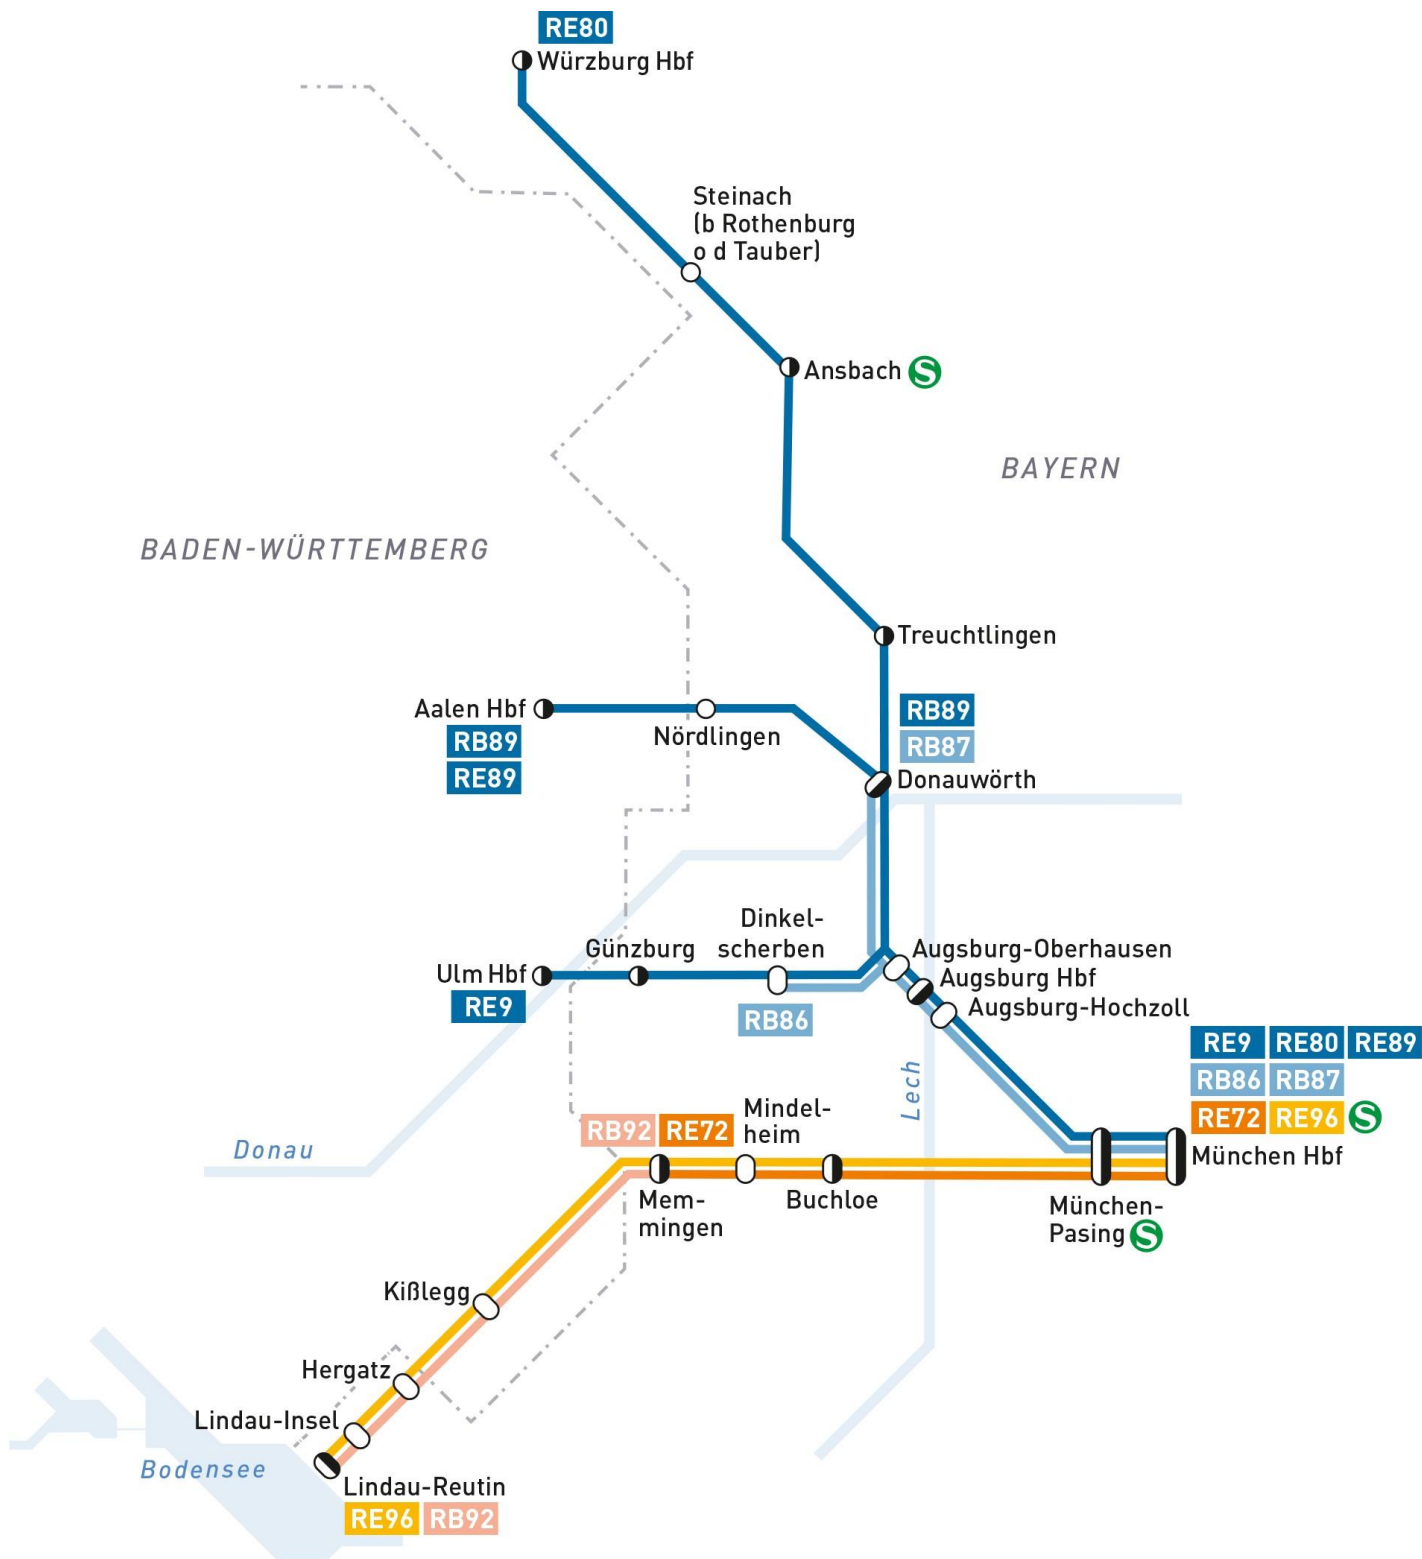 RE80
Würzburg Hbf
Steinach
(b Rothenburg
o d Tauber)
Ansbach S
BAYERN
BADEN-WÜRTTEMBERG
Treuchtlingen
Aalen Hbf
RB89
RE89
Nördlingen
RB89
RB87
Donauwörth
Dinkel-
scherben
Günzburg
Ulm Hbf
RE9
RB86
Augsburg-Oberhausen
Augsburg Hbf
Augsburg-Hochzoll
RE9 RE80 RE89
RB86 RB87
RE72 RE96 S
München Hbf
Lech
Donau
RB92 RE72
Mindel-
heim
Mem-
mingen
Buchloe
München-
Pasing S
Kißlegg
Hergatz
Lindau-Insel
Bodensee
Lindau-Reutin
RE96 RB92